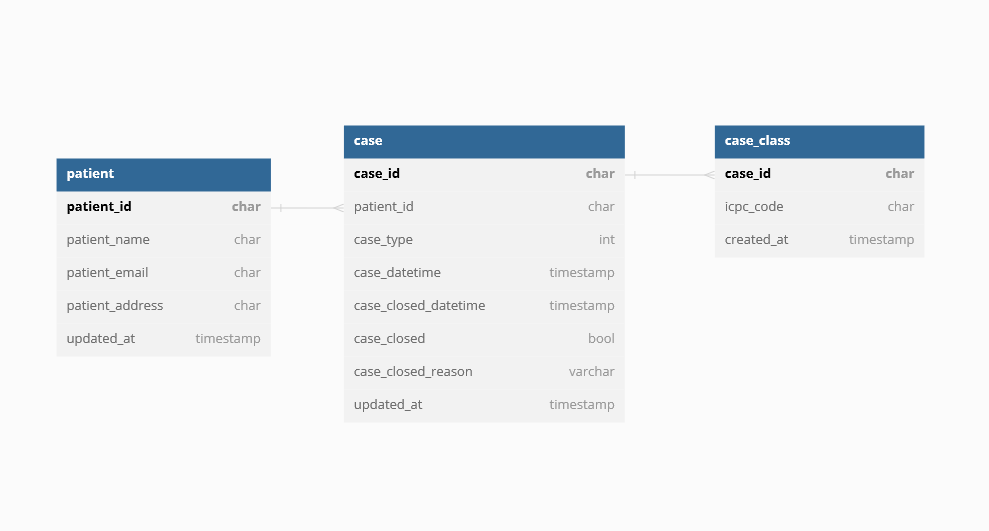 patient
patient_id char
patient_name char
patient_email char
patient_address char
updated_at timestamp
case
case_id char
patient_id char
case_type int
case_datetime timestamp
case_closed_datetime timestamp
case_closed bool
case_closed_reason varchar
updated_at timestamp
case_class
case_id char
icpc_code char
created_at timestamp